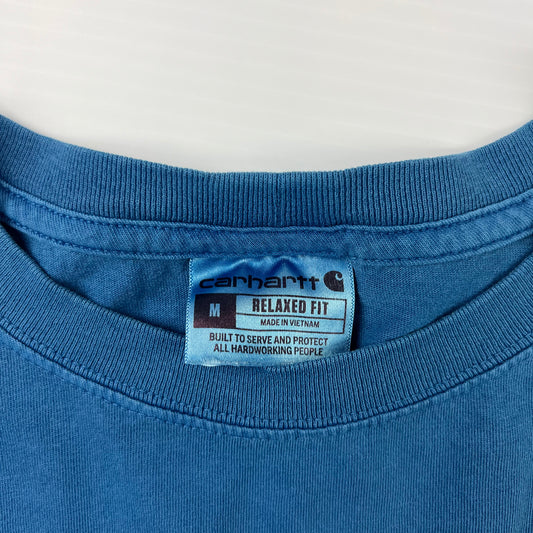 carhartt
M RELAXED FIT
MADE IN VIETNAM
BUILT TO SERVE AND PROTECT
ALL HARDWORKING PEOPLE